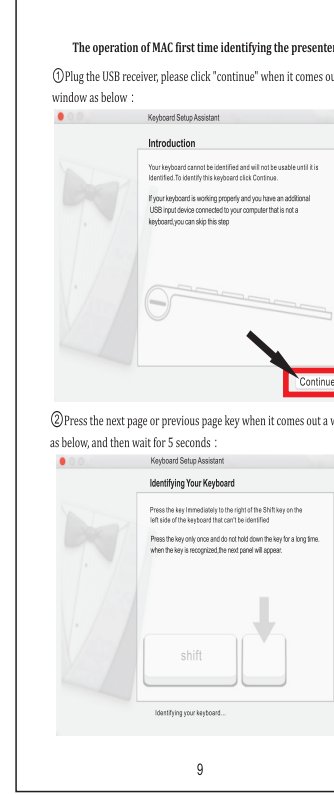 The operation of MAC first time identifying the presenter
①Plug the USB receiver, please click "continue" when it comes ou
window as below :
Keyboard Setup Assistant
Introduction
Your keyboard cannot be identified and will not be usable until it is
Identified.To identify this keyboard click Continue.
If your keyboard is working properly and you have an additional
USB input device connected to your computer that is not a
keyboard,you can skip this step
Continue
②Press the next page or previous page key when it comes out a w
as below, and then wait for 5 seconds :
Keyboard Setup Assistant
Identifying Your Keyboard
Press the key Immediately to the right of the Shift key on the
left side of the keyboard that can't be identified
Press the key only once and do not hold down the key for a long time.
when the key is recognized,the next panel will appear.
shift
Identifying your keyboard...
9